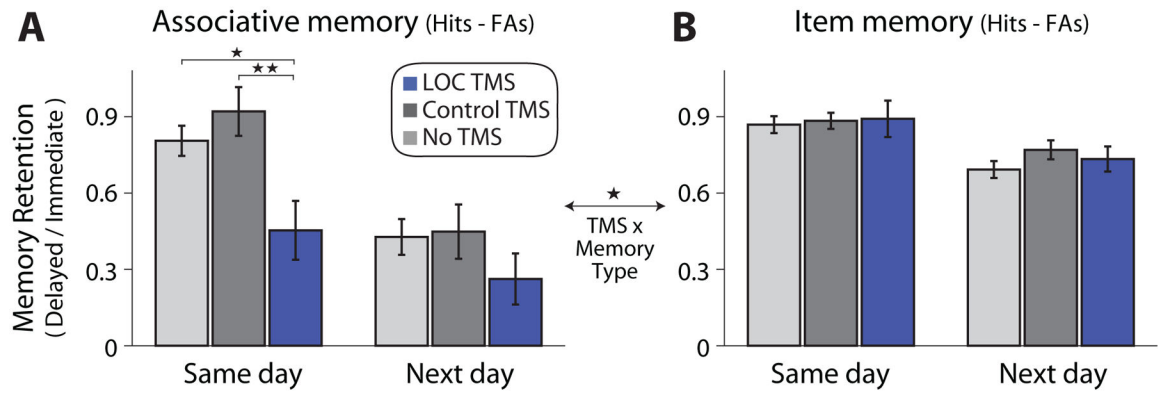 A Associative memory (Hits - FAs)
★
★★
LOC TMS
Control TMS
No TMS
Memory Retention
( Delayed / Immediate )
0.9
0.6
0.3
0
Same day
Next day
★
TMS x
Memory
Type
B Item memory (Hits - FAs)
0.9
0.6
0.3
0
Same day
Next day